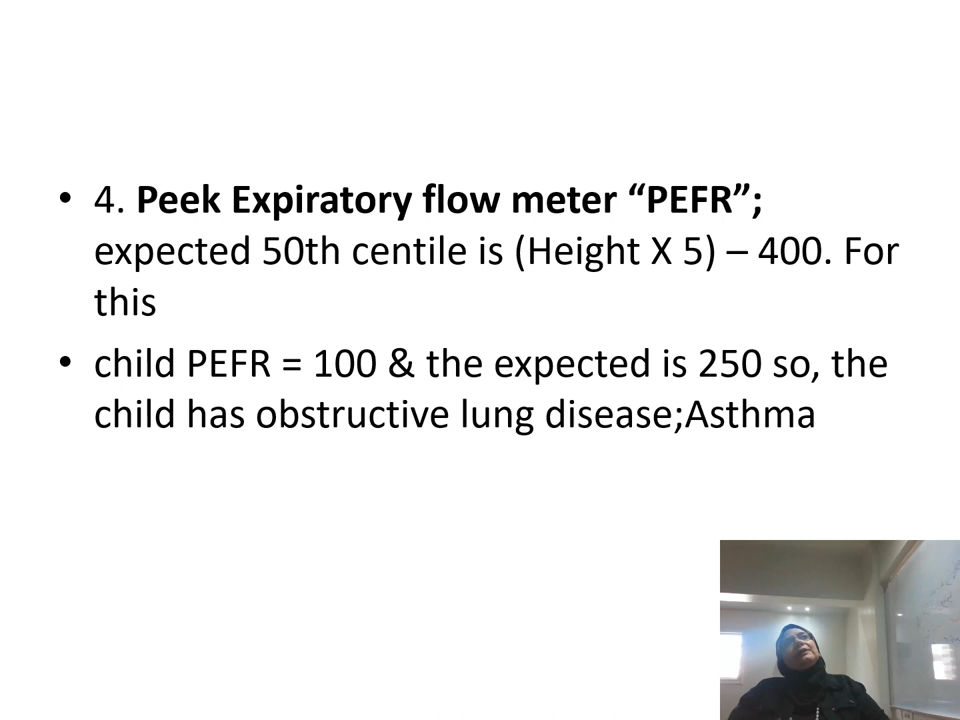 • 4. Peek Expiratory flow meter “PEFR”;
expected 50th centile is (Height X 5) – 400. For
this
• child PEFR = 100 & the expected is 250 so, the
child has obstructive lung disease;Asthma